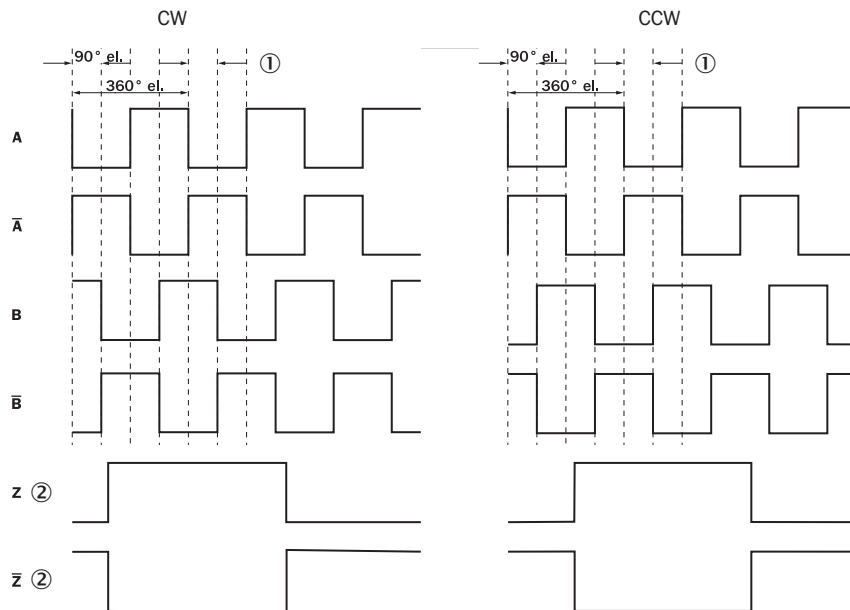 CW CCW
90° el. ① 90° el. ①
360° el. 360° el.
A
A̅
B
B̅
Z ②
Z̅ ②